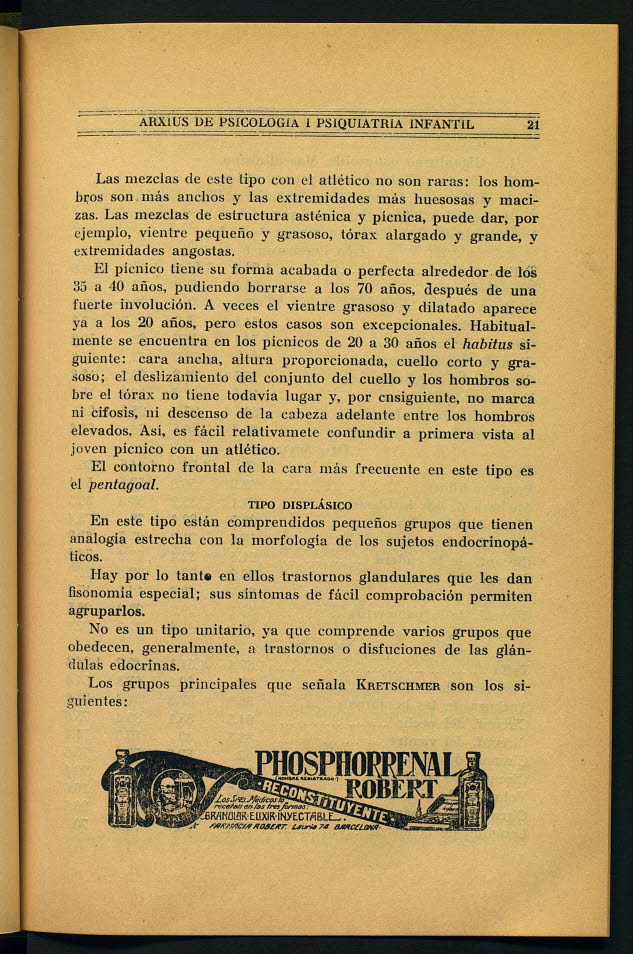 ARXIUS DE PSICOLOGIA I PSIQUIATRIA INFANTIL 21
Las mezclas de este tipo con el atlético no son raras: los hom-
bros son más anchos y las extremidades más huesosas y maci-
zas. Las mezclas de estructura asténica y pícnica, puede dar, por
ejemplo, vientre pequeño y grasoso, tórax alargado y grande, y
extremidades angostas.
El pícnico tiene su forma acabada o perfecta alrededor de los
35 a 40 años, pudiendo borrarse a los 70 años, después de una
fuerte involución. A veces el vientre grasoso y dilatado aparece
ya a los 20 años, pero estos casos son excepcionales. Habitual-
mente se encuentra en los pícnicos de 20 a 30 años el habitus si-
guiente: cara ancha, altura proporcionada, cuello corto y gra-
soso; el deslizamiento del conjunto del cuello y los hombros so-
bre el tórax no tiene todavía lugar y, por cnsiguiente, no marca
ni cifosis, ni descenso de la cabeza adelante entre los hombros
elevados. Así, es fácil relativamete confundir a primera vista al
joven pícnico con un atlético.
El contorno frontal de la cara más frecuente en este tipo es
el pentagoal.
TIPO DISPLÁSICO
En este tipo están comprendidos pequeños grupos que tienen
analogía estrecha con la morfología de los sujetos endocrinopá-
ticos.
Hay por lo tanto en ellos trastornos glandulares que les dan
fisonomía especial; sus síntomas de fácil comprobación permiten
agruparlos.
No es un tipo unitario, ya que comprende varios grupos que
obedecen, generalmente, a trastornos o disfuciones de las glán-
dulas edocrinas.
Los grupos principales que señala KRETSCHMER son los si-
guientes:
PHOSPHORRENAL
(NOMBRE REGISTRADO)
ROBERT
RECONSTITUYENTE
Los Sres. Médicos lo
recetan en las tres formas:
GRANULAR·ELIXIR·INYECTABLE
FARMACIA ROBERT. Lauria 74 BARCELONA